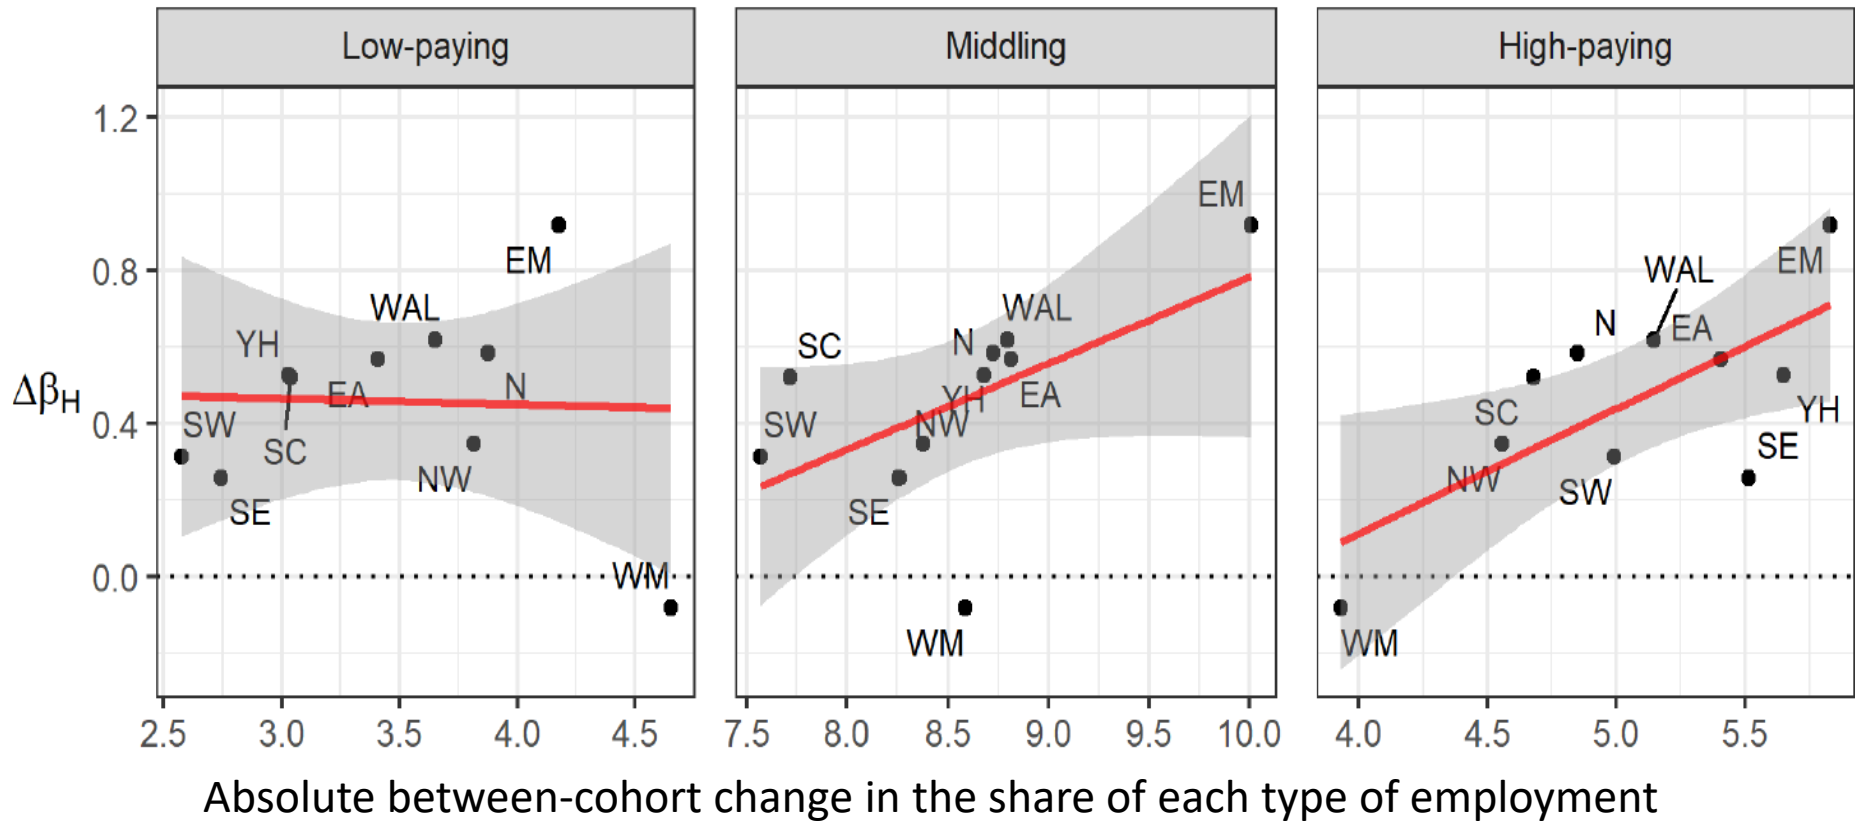 Low-paying Middling High-paying
1.2
0.8
0.4
0.0
ΔβH
EM
WAL
YH
EA
N
SW
SC
NW
SE
WM
EM
WAL
SC
N
YH
EA
SW
NW
SE
WM
WAL
EM
N
EA
SC
YH
SE
NW
SW
WM
2.5 3.0 3.5 4.0 4.5 7.5 8.0 8.5 9.0 9.5 10.0 4.0 4.5 5.0 5.5
Absolute between-cohort change in the share of each type of employment